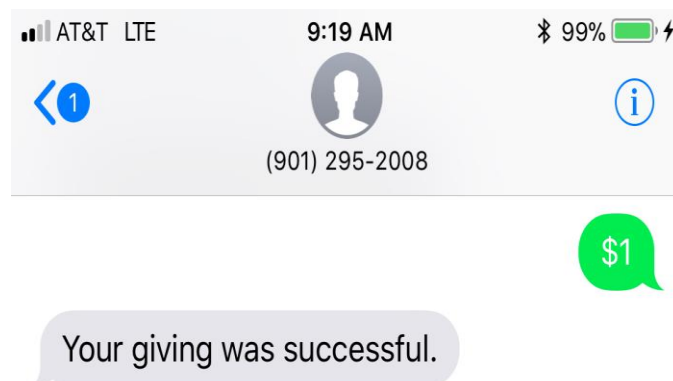 AT&T LTE 9:19 AM 99%
1
(901) 295-2008
$1
Your giving was successful.